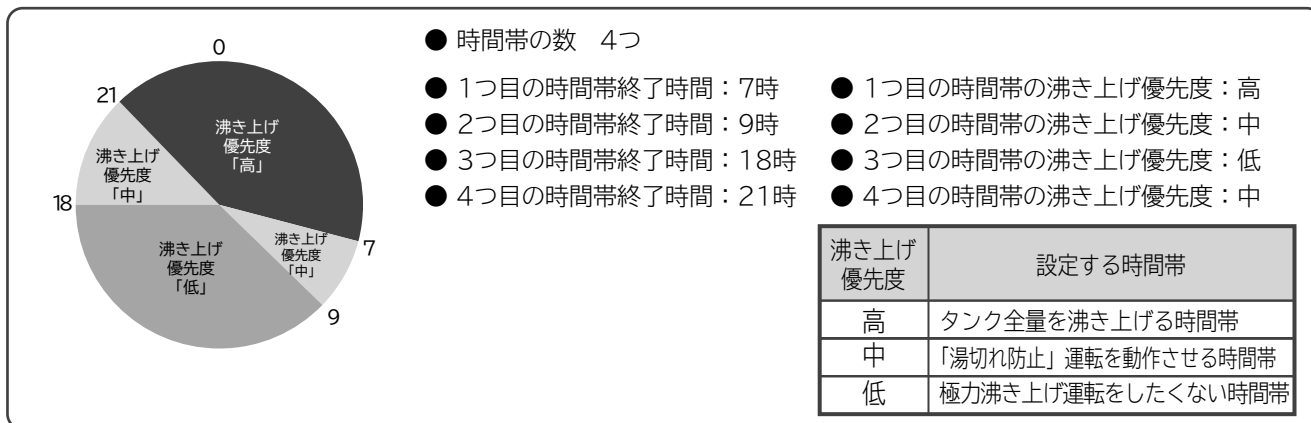 0
21
18
7
9
沸き上げ
優先度
「高」
沸き上げ
優先度
「中」
沸き上げ
優先度
「中」
沸き上げ
優先度
「低」
● 時間帯の数　4つ
● 1つ目の時間帯終了時間：7時
● 2つ目の時間帯終了時間：9時
● 3つ目の時間帯終了時間：18時
● 4つ目の時間帯終了時間：21時
● 1つ目の時間帯の沸き上げ優先度：高
● 2つ目の時間帯の沸き上げ優先度：中
● 3つ目の時間帯の沸き上げ優先度：低
● 4つ目の時間帯の沸き上げ優先度：中
沸き上げ
優先度
設定する時間帯
高 タンク全量を沸き上げる時間帯
中 「湯切れ防止」運転を動作させる時間帯
低 極力沸き上げ運転をしたくない時間帯